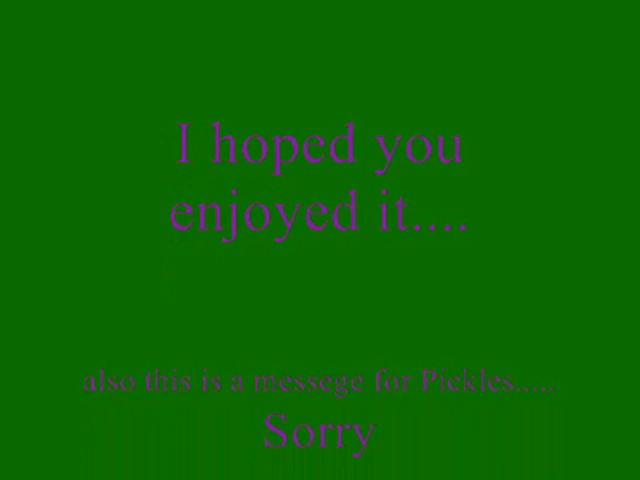 I hoped you
enjoyed it....
also this is a messege for Pickles.....
Sorry